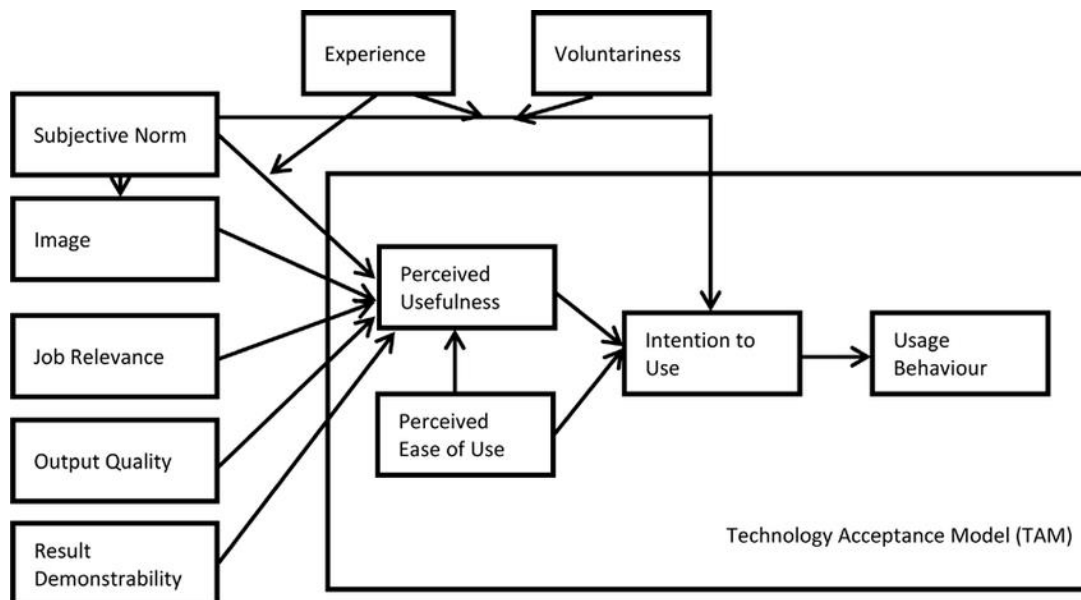 Experience
Voluntariness
Subjective Norm
Image
Perceived
Usefulness
Job Relevance
Intention to
Use
Usage
Behaviour
Perceived
Ease of Use
Output Quality
Result
Demonstrability
Technology Acceptance Model (TAM)